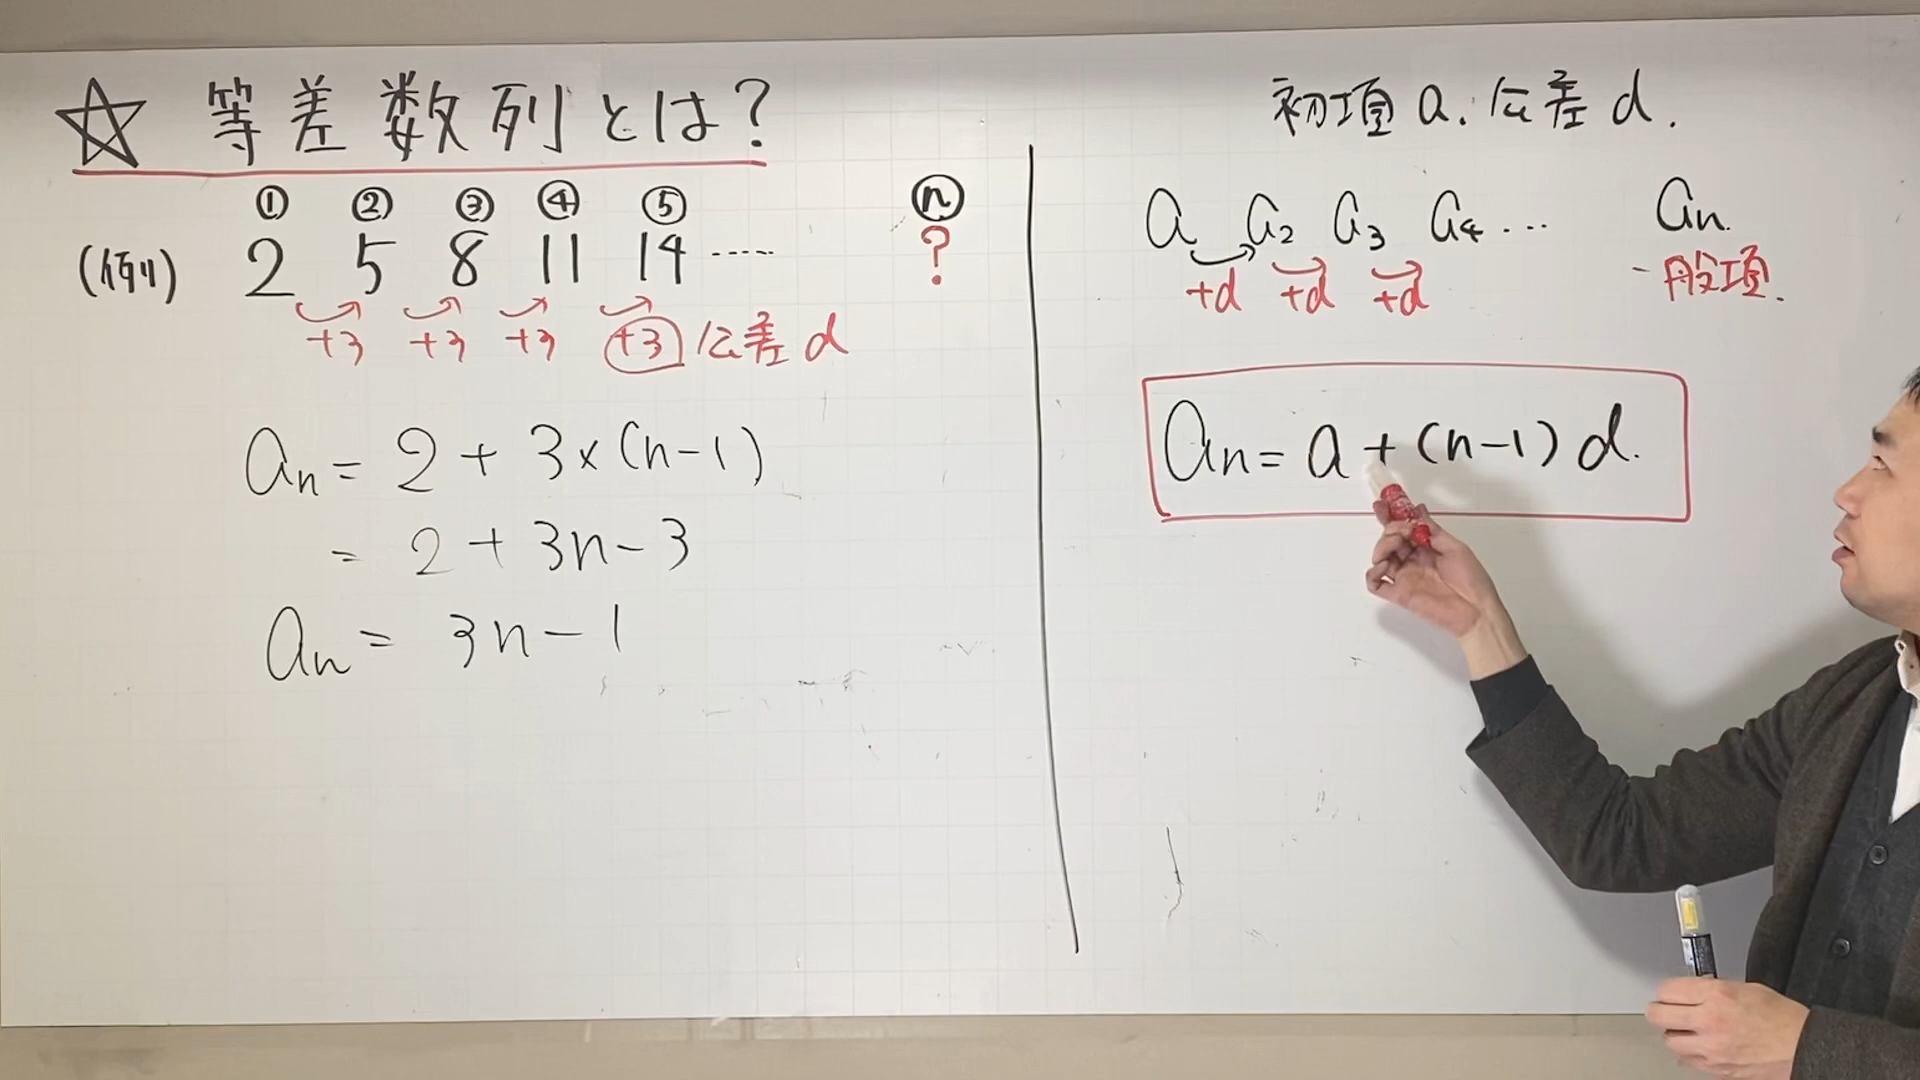 ☆ 等差数列とは?
① ② ③ ④ ⑤ ⓝ
(例) 2 5 8 11 14 ····· ?
+3 +3 +3 +3 公差 d
an = 2 + 3×(n-1)
= 2 + 3n - 3
an = 3n - 1
初項 a. 公差 d.
a a2 a3 a4 ... an.
+d +d +d 一般項.
an = a + (n-1) d.